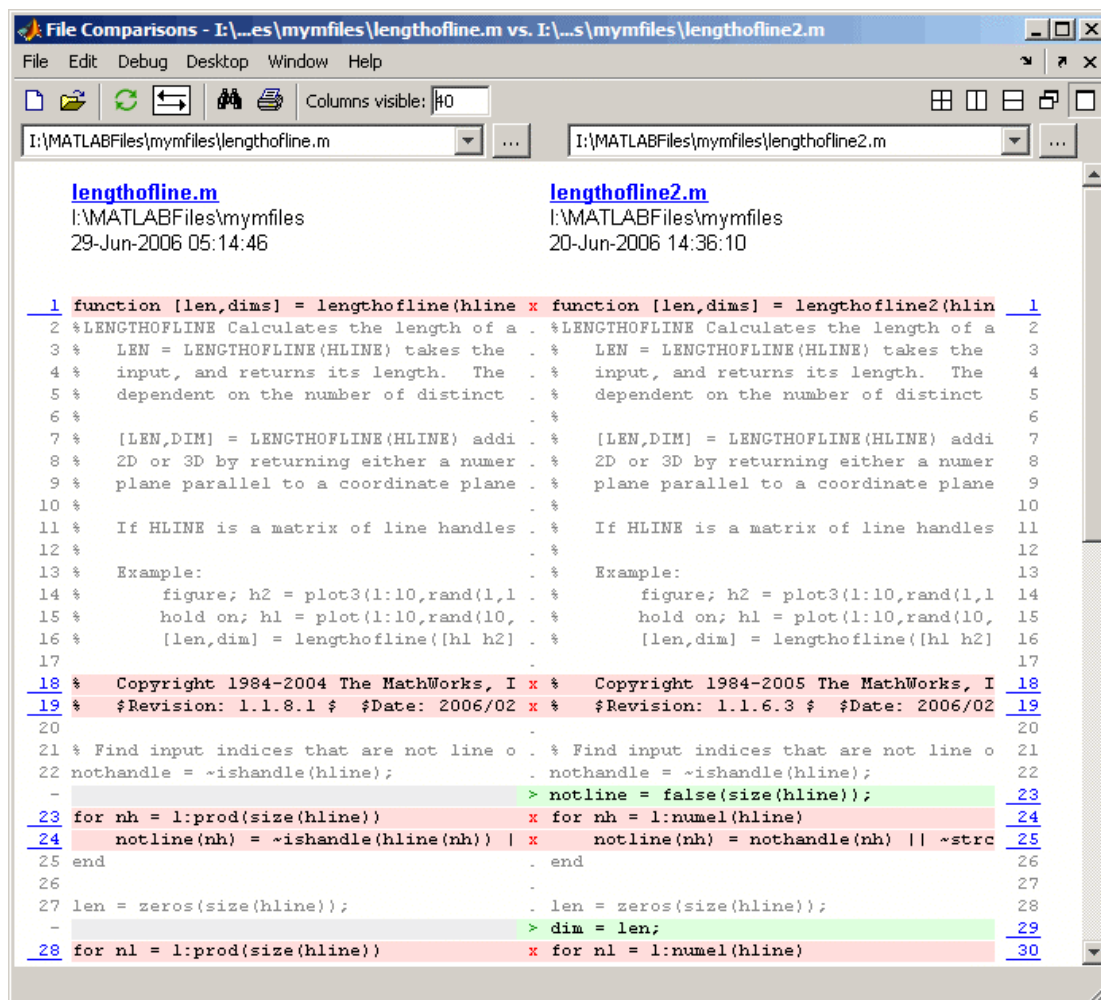 File Comparisons - I:\...es\mymfiles\lengthofline.m vs. I:\...s\mymfiles\lengthofline2.m
File Edit Debug Desktop Window Help
Columns visible: 40
I:\MATLABFiles\mymfiles\lengthofline.m ... I:\MATLABFiles\mymfiles\lengthofline2.m ...
lengthofline.m lengthofline2.m
I:\MATLABFiles\mymfiles I:\MATLABFiles\mymfiles
29-Jun-2006 05:14:46 20-Jun-2006 14:36:10
1 function [len,dims] = lengthofline(hline x function [len,dims] = lengthofline2(hlin 1
2 %LENGTHOFLINE Calculates the length of a . %LENGTHOFLINE Calculates the length of a 2
3 % LEN = LENGTHOFLINE(HLINE) takes the . % LEN = LENGTHOFLINE(HLINE) takes the 3
4 % input, and returns its length. The . % input, and returns its length. The 4
5 % dependent on the number of distinct . % dependent on the number of distinct 5
6 % . % 6
7 % [LEN,DIM] = LENGTHOFLINE(HLINE) addi . % [LEN,DIM] = LENGTHOFLINE(HLINE) addi 7
8 % 2D or 3D by returning either a numer . % 2D or 3D by returning either a numer 8
9 % plane parallel to a coordinate plane . % plane parallel to a coordinate plane 9
10 % . % 10
11 % If HLINE is a matrix of line handles . % If HLINE is a matrix of line handles 11
12 % . % 12
13 % Example: . % Example: 13
14 % figure; h2 = plot3(1:10,rand(1,1 . % figure; h2 = plot3(1:10,rand(1,1 14
15 % hold on; h1 = plot(1:10,rand(10, . % hold on; h1 = plot(1:10,rand(10, 15
16 % [len,dim] = lengthofline([h1 h2] . % [len,dim] = lengthofline([h1 h2] 16
17 . 17
18 % Copyright 1984-2004 The MathWorks, I x % Copyright 1984-2005 The MathWorks, I 18
19 % $Revision: 1.1.8.1 $ $Date: 2006/02 x % $Revision: 1.1.6.3 $ $Date: 2006/02 19
20 . 20
21 % Find input indices that are not line o . % Find input indices that are not line o 21
22 nothandle = ~ishandle(hline); . nothandle = ~ishandle(hline); 22
- > notline = false(size(hline)); 23
23 for nh = 1:prod(size(hline)) x for nh = 1:numel(hline) 24
24 notline(nh) = ~ishandle(hline(nh)) | x notline(nh) = nothandle(nh) || ~strc 25
25 end . end 26
26 . 27
27 len = zeros(size(hline)); . len = zeros(size(hline)); 28
- > dim = len; 29
28 for nl = 1:prod(size(hline)) x for nl = 1:numel(hline) 30